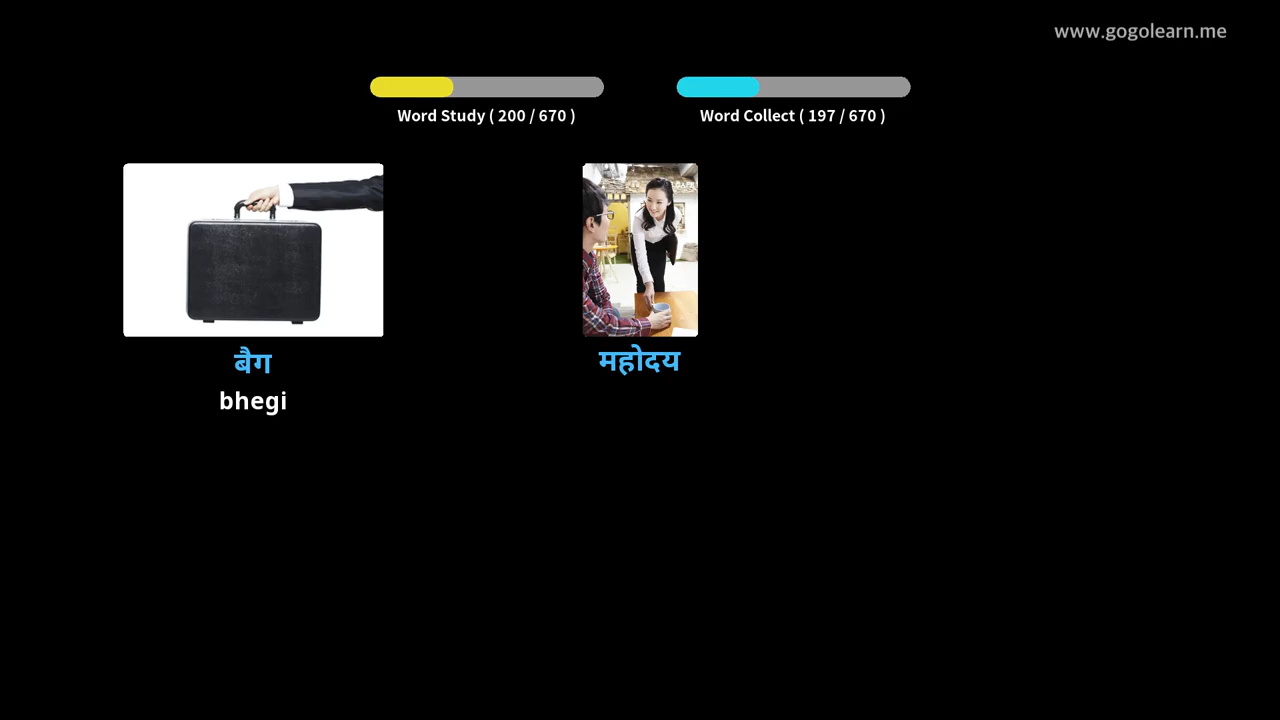 www.gogolearn.me
Word Study ( 200 / 670 )
Word Collect ( 197 / 670 )
बैग
महोदय
bhegi